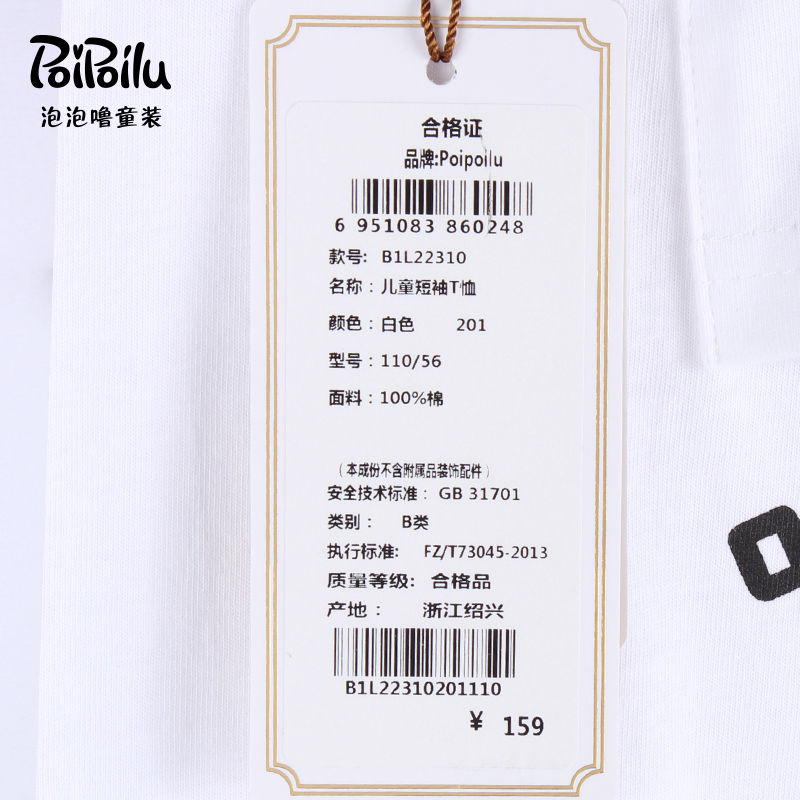 PoiPoilu
泡泡噜童装
合格证
品牌:Poipoilu
6 951083 860248
款号: B1L22310
名称：儿童短袖T恤
颜色：白色 201
型号：110/56
面料：100%棉
（本成份不含附属品装饰配件）
安全技术标准： GB 31701
类别： B类
执行标准: FZ/T73045-2013
质量等级: 合格品
产地： 浙江绍兴
B1L22310201110
¥ 159